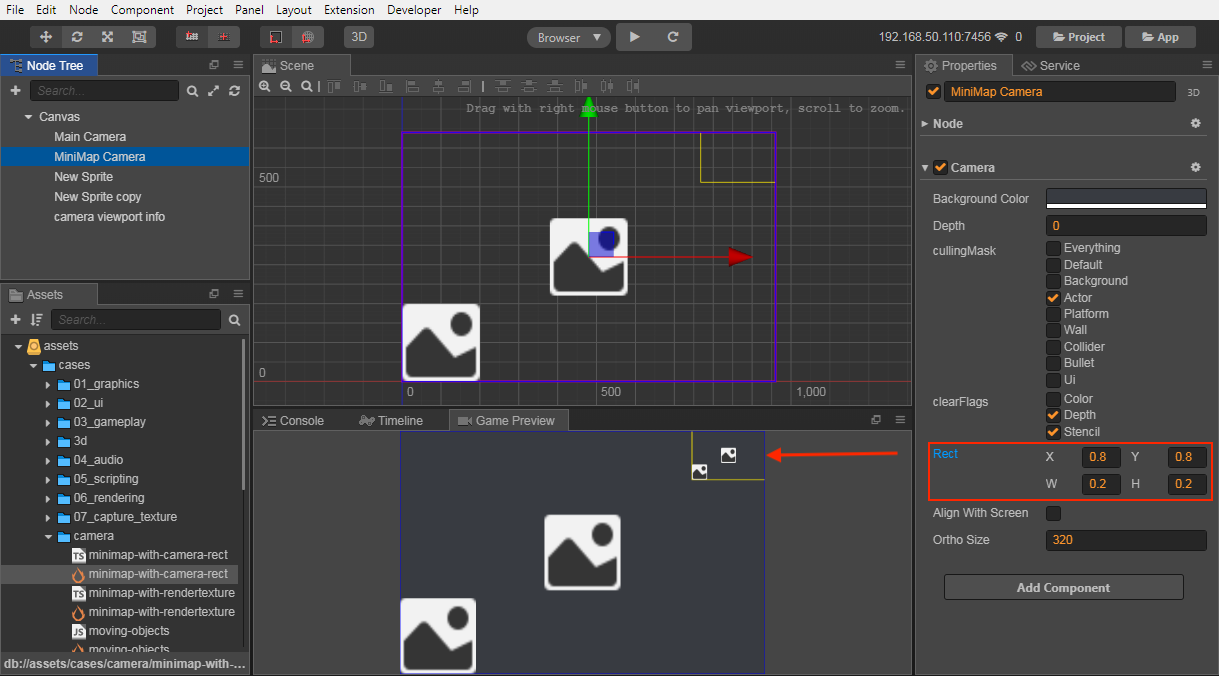 File Edit Node Component Project Panel Layout Extension Developer Help
3D Browser 192.168.50.110:7456 0 Project App
Node Tree
Search...
Canvas
Main Camera
MiniMap Camera
New Sprite
New Sprite copy
camera viewport info
Assets
Search...
assets
cases
01_graphics
02_ui
03_gameplay
3d
04_audio
05_scripting
06_rendering
07_capture_texture
camera
TS minimap-with-camera-rect
minimap-with-camera-rect
TS minimap-with-rendertexture
minimap-with-rendertexture
JS moving-objects
moving-objects
db://assets/cases/camera/minimap-with-...
Scene
Drag with right mouse button to pan viewport, scroll to zoom.
500
0
0 500 1,000
Console Timeline Game Preview
Properties Service
MiniMap Camera 3D
Node
Camera
Background Color
Depth 0
cullingMask Everything
Default
Background
Actor
Platform
Wall
Collider
Bullet
Ui
clearFlags Color
Depth
Stencil
Rect X 0.8 Y 0.8
W 0.2 H 0.2
Align With Screen
Ortho Size 320
Add Component